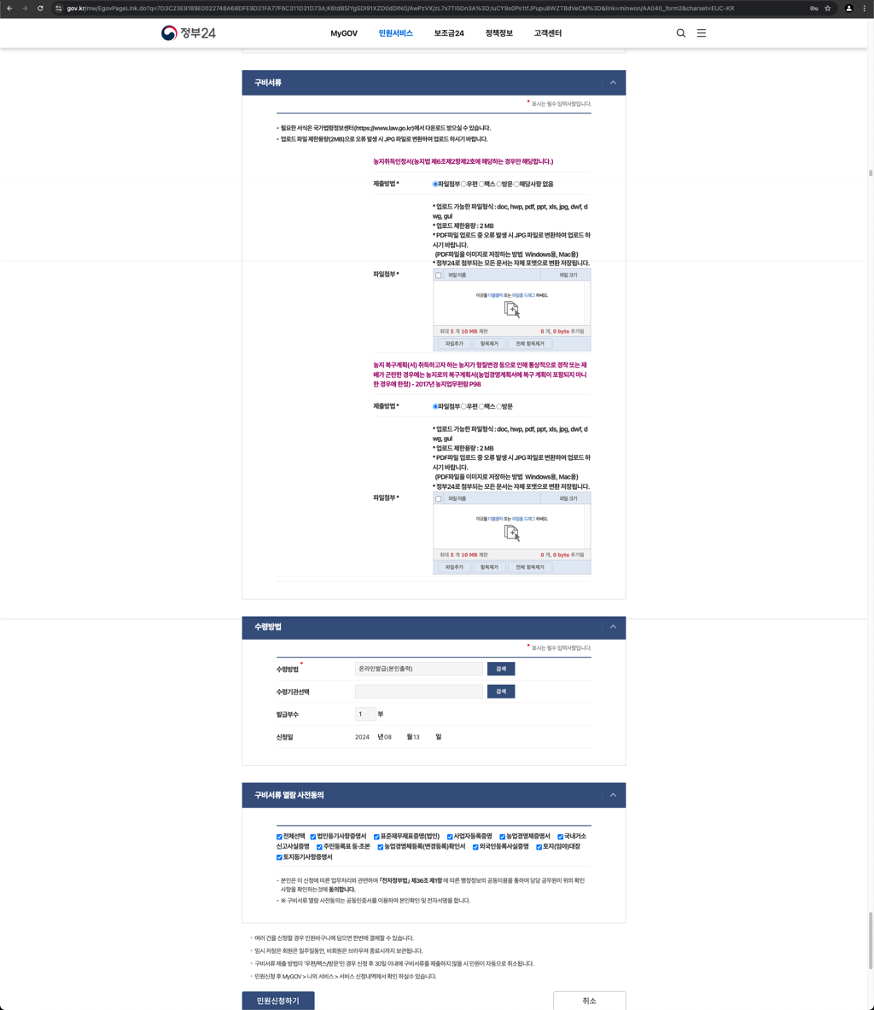 gov.kr/mw/EgovPageLink.do?q=
&link=minwon/AA040_form2&charset=EUC-KR
정부24
MyGOV 민원서비스 보조금24 정책정보 고객센터
구비서류
* 표시는 필수 입력사항입니다.
- 필요한 서식은 국가법령정보센터(https://www.law.go.kr)에서 다운로드 받으실 수 있습니다.
- 업로드 파일 제한용량(2MB)으로 오류 발생 시 JPG 파일로 변환하여 업로드 하시기 바랍니다.
농지취득인정서(농지법 제6조제2항제2호에 해당하는 경우만 해당합니다.)
제출방법 * 파일첨부 우편 팩스 방문 해당사항 없음
* 업로드 가능한 파일형식 : doc, hwp, pdf, ppt, xls, jpg, dwf, d
wg, gul
* 업로드 제한용량 : 2 MB
* PDF파일 업로드 중 오류 발생 시 JPG 파일로 변환하여 업로드 하
시기 바랍니다.
(PDF파일을 이미지로 저장하는 방법 Windows용, Mac용)
* 정부24로 첨부되는 모든 문서는 자체 포맷으로 변환 저장됩니다.
파일첨부 * 파일 이름 파일 크기
이곳을 더블클릭 또는 파일을 드래그 하세요.
최대 5 개 10 MB 제한 0 개, 0 byte 추가됨
파일추가 항목제거 전체 항목제거
농지 복구계획(서) 취득하고자 하는 농지가 형질변경 등으로 인해 통상적으로 경작 또는 재
배가 곤란한 경우에는 농지로의 복구계획서(농업경영계획서에 복구 계획이 포함되지 아니
한 경우에 한정) - 2017년 농지업무편람 P98
제출방법 * 파일첨부 우편 팩스 방문
* 업로드 가능한 파일형식 : doc, hwp, pdf, ppt, xls, jpg, dwf, d
wg, gul
* 업로드 제한용량 : 2 MB
* PDF파일 업로드 중 오류 발생 시 JPG 파일로 변환하여 업로드 하
시기 바랍니다.
(PDF파일을 이미지로 저장하는 방법 Windows용, Mac용)
* 정부24로 첨부되는 모든 문서는 자체 포맷으로 변환 저장됩니다.
파일첨부 * 파일 이름 파일 크기
이곳을 더블클릭 또는 파일을 드래그 하세요.
최대 5 개 10 MB 제한 0 개, 0 byte 추가됨
파일추가 항목제거 전체 항목제거
수령방법
* 표시는 필수 입력사항입니다.
수령방법 * 온라인발급(본인출력) 검색
수령기관선택 검색
발급부수 1 부
신청일 2024 년 08 월 13 일
구비서류 열람 사전동의
전체선택 법인등기사항증명서 표준재무제표증명(법인) 사업자등록증명 농업경영체증명서 국내거소
신고사실증명 주민등록표 등·초본 농업경영체등록(변경등록)확인서 외국인등록사실증명 토지(임야)대장
토지등기사항증명서
- 본인은 이 신청에 따른 업무처리와 관련하여 「전자정부법」 제36조 제1항 에 따른 행정정보의 공동이용을 통하여 담당 공무원이 위의 확인
사항을 확인하는것에 동의합니다.
- ※ 구비서류 열람 사전동의는 공동인증서를 이용하여 본인확인 및 전자서명을 합니다.
- 여러 건을 신청할 경우 민원바구니에 담으면 한번에 결제할 수 있습니다.
- 임시 저장은 회원은 일주일동안, 비회원은 브라우져 종료시까지 보관됩니다.
- 구비서류 제출 방법이 '우편/팩스/방문'인 경우 신청 후 30일 이내에 구비서류를 제출하지 않을 시 민원이 자동으로 취소됩니다.
- 민원신청 후 MyGOV > 나의 서비스 > 서비스 신청내역에서 확인 하실수 있습니다.
민원신청하기 취소